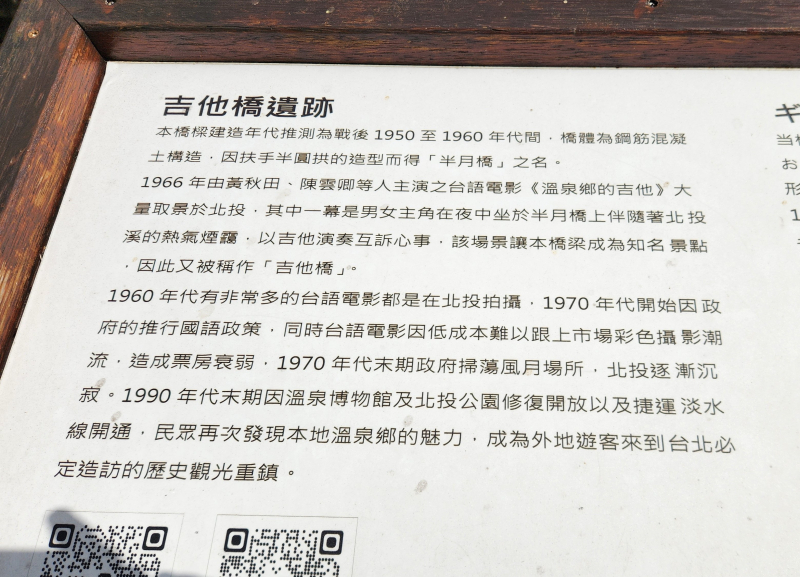 吉他橋遺跡
本橋樑建造年代推測為戰後 1950 至 1960 年代間，橋體為鋼筋混凝
土構造，因扶手半圓拱的造型而得「半月橋」之名。
1966 年由黃秋田、陳雲卿等人主演之台語電影《溫泉鄉的吉他》大
量取景於北投，其中一幕是男女主角在夜中坐於半月橋上伴隨著北投
溪的熱氣煙靄，以吉他演奏互訴心事，該場景讓本橋梁成為知名景點
，因此又被稱作「吉他橋」。
1960 年代有非常多的台語電影都是在北投拍攝，1970 年代開始因政
府的推行國語政策，同時台語電影因低成本難以跟上市場彩色攝影潮
流，造成票房衰弱，1970 年代末期政府掃蕩風月場所，北投逐漸沉
寂。1990 年代末期因溫泉博物館及北投公園修復開放以及捷運淡水
線開通，民眾再次發現本地溫泉鄉的魅力，成為外地遊客來到台北必
定造訪的歷史觀光重鎮。
ギ
当
お
形
1